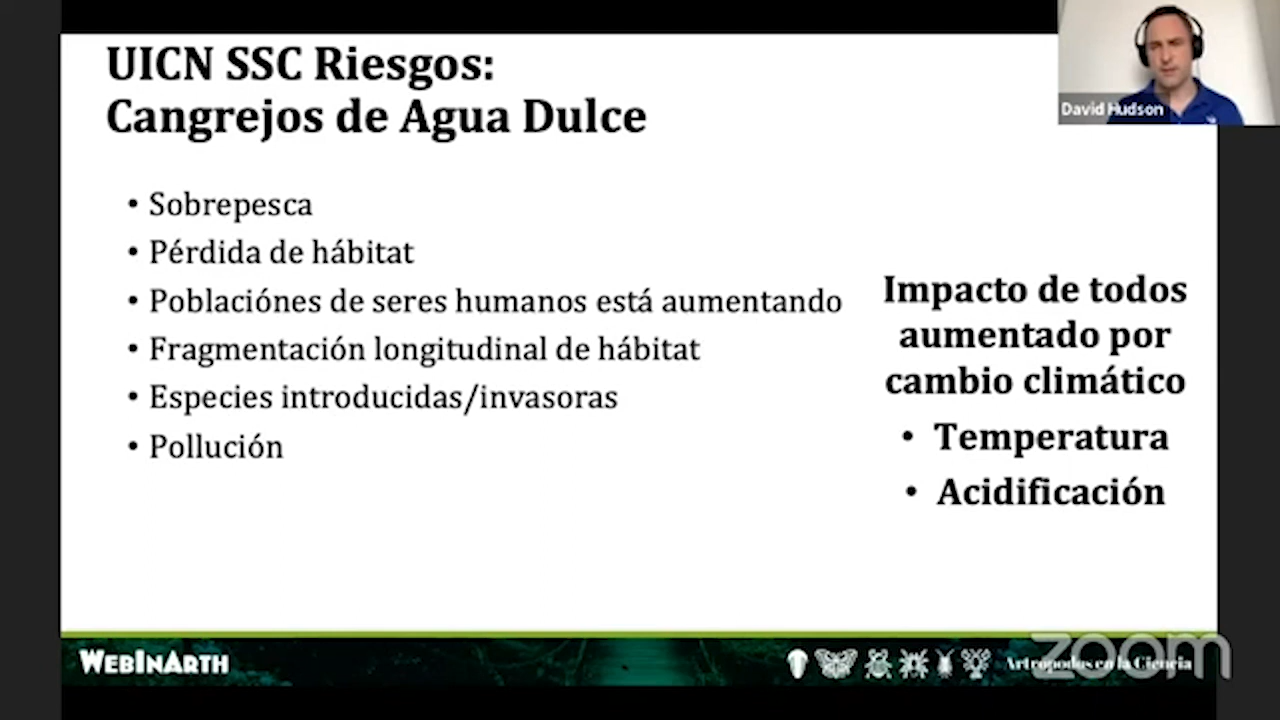 UICN SSC Riesgos:
Cangrejos de Agua Dulce
David Hudson
• Sobrepesca
• Pérdida de hábitat
• Poblaciónes de seres humanos está aumentando
• Fragmentación longitudinal de hábitat
• Especies introducidas/invasoras
• Pollución
Impacto de todos
aumentado por
cambio climático
• Temperatura
• Acidificación
WEBINARTH
Artrópodos en la Ciencia
zoom